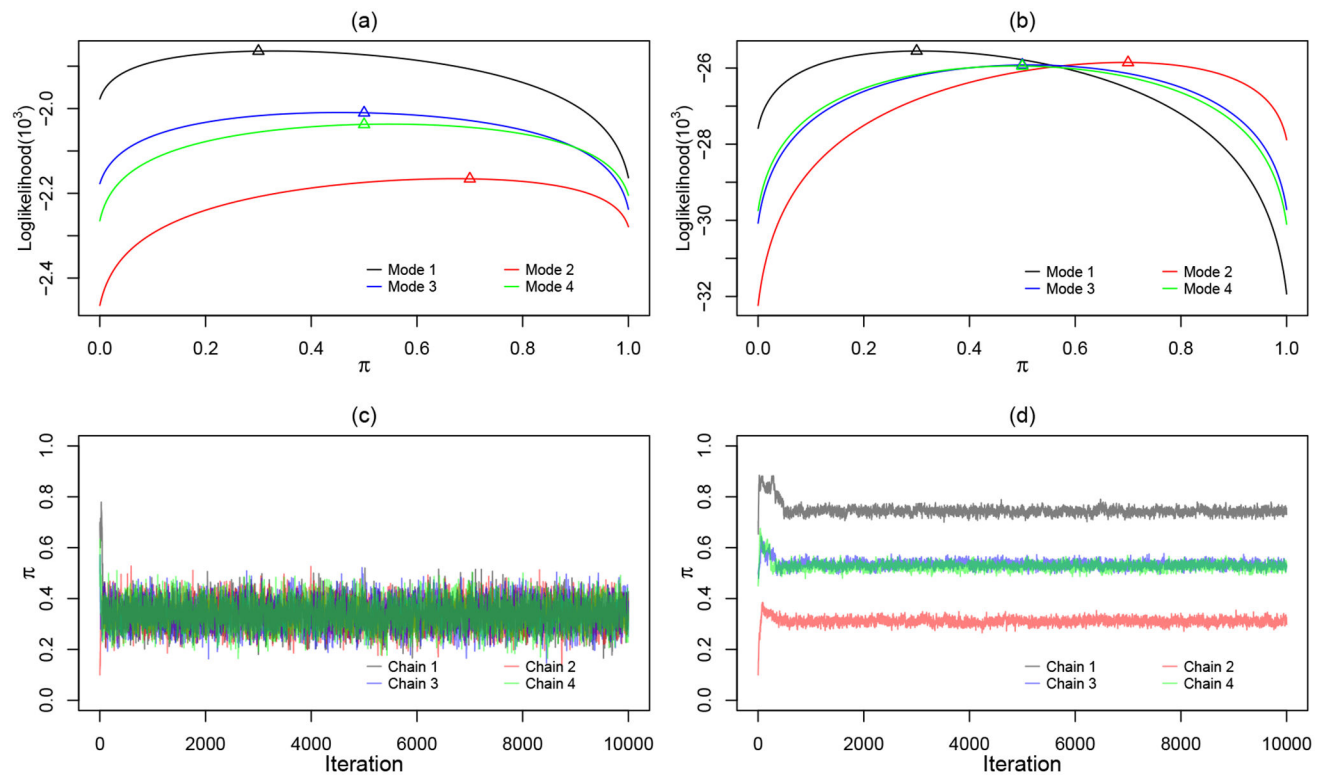 (a)
Loglikelihood(10³)
−2.0
−2.2
−2.4
Mode 1 Mode 2
Mode 3 Mode 4
0.0 0.2 0.4 0.6 0.8 1.0
π
(b)
Loglikelihood(10³)
−26
−28
−30
−32
Mode 1 Mode 2
Mode 3 Mode 4
0.0 0.2 0.4 0.6 0.8 1.0
π
(c)
π
1.0
0.8
0.6
0.4
0.2
0.0
Chain 1 Chain 2
Chain 3 Chain 4
0 2000 4000 6000 8000 10000
Iteration
(d)
π
1.0
0.8
0.6
0.4
0.2
0.0
Chain 1 Chain 2
Chain 3 Chain 4
0 2000 4000 6000 8000 10000
Iteration